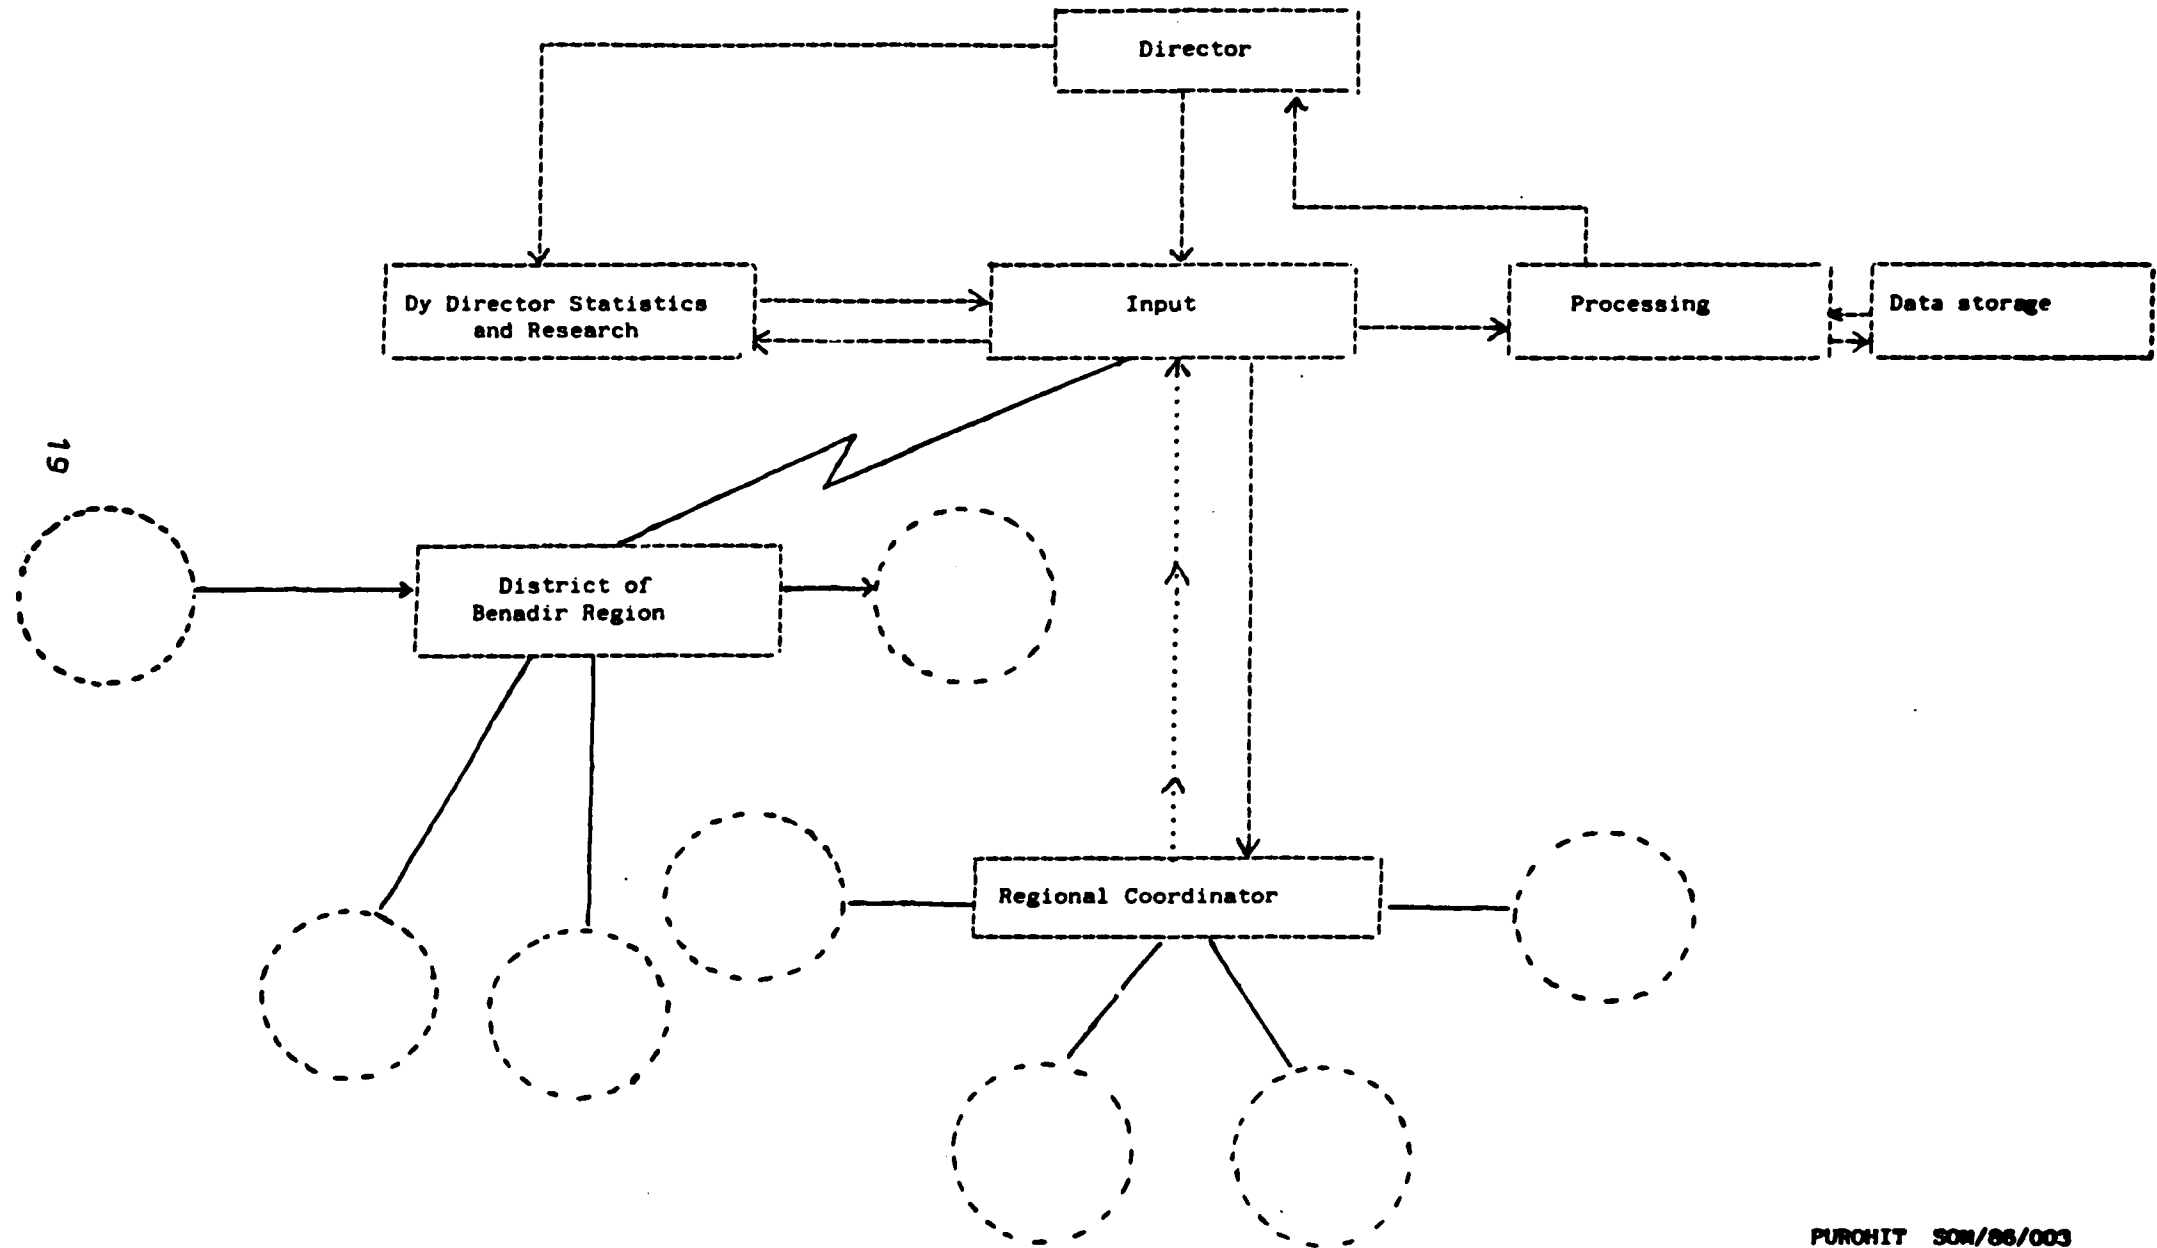 Director
Dy Director Statistics
and Research
Input
Processing
Data storage
19
District of
Benadir Region
Regional Coordinator
PUROHIT SOM/86/003